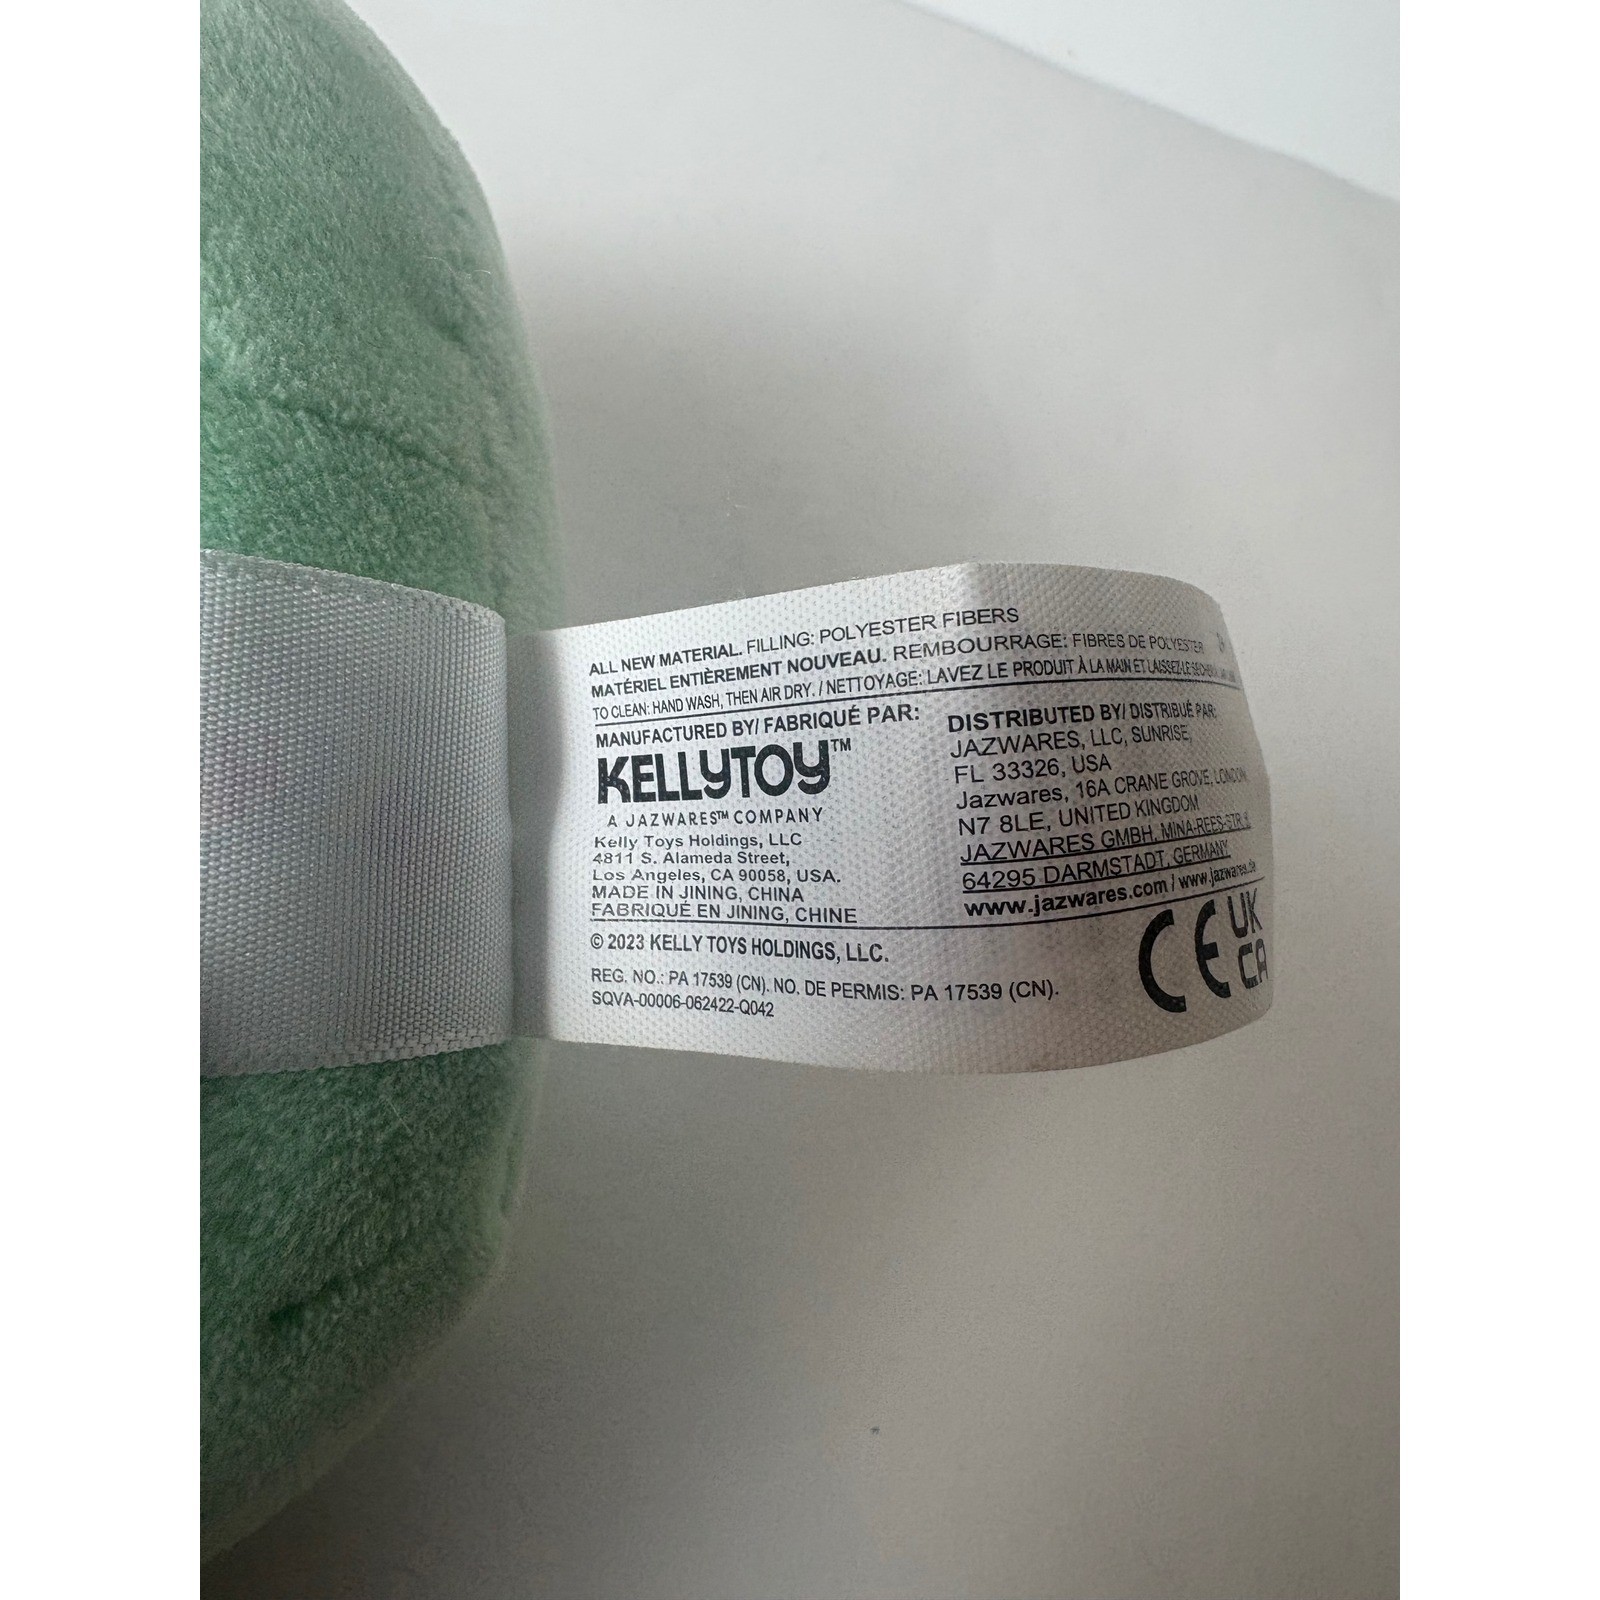 ALL NEW MATERIAL. FILLING: POLYESTER FIBERS
MATÉRIEL ENTIÈREMENT NOUVEAU. REMBOURRAGE: FIBRES DE POLYESTER
TO CLEAN: HAND WASH, THEN AIR DRY. / NETTOYAGE: LAVEZ LE PRODUIT À LA MAIN ET LAISSEZ-LE
MANUFACTURED BY/ FABRIQUÉ PAR:
KELLYTOY™
A JAZWARES™ COMPANY
Kelly Toys Holdings, LLC
4811 S. Alameda Street,
Los Angeles, CA 90058, USA.
MADE IN JINING, CHINA
FABRIQUÉ EN JINING, CHINE
DISTRIBUTED BY/ DISTRIBUÉ PAR:
JAZWARES, LLC, SUNRISE,
FL 33326, USA
Jazwares, 16A CRANE GROVE, LONDON
N7 8LE, UNITED KINGDOM
JAZWARES GMBH, MINA-REES-STR.
64295 DARMSTADT, GERMANY
www.jazwares.com / www.jazwares.de
© 2023 KELLY TOYS HOLDINGS, LLC.
REG. NO.: PA 17539 (CN). NO. DE PERMIS: PA 17539 (CN).
SQVA-00006-062422-Q042
CE
UK
CA